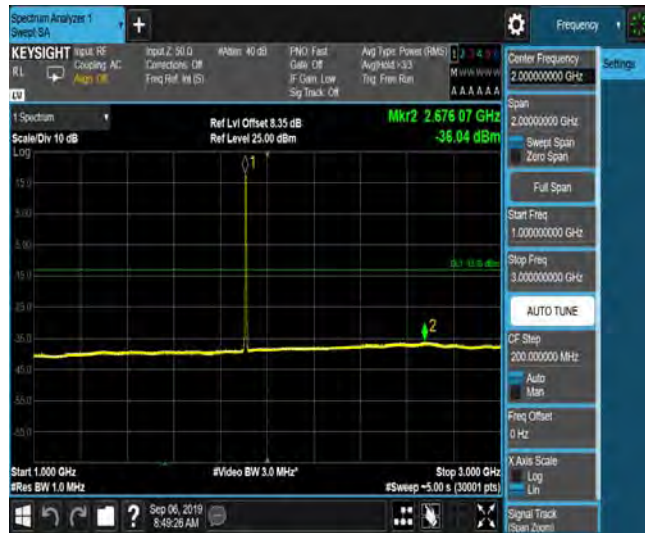 Spectrum Analyzer 1
Swept SA
+
Frequency
KEYSIGHT
Input: RF
Input Z: 50 Ω
#Atten: 40 dB
PNO: Fast
Avg Type: Power (RMS)
1 2 3 4 5 6
RL
Coupling: AC
Corrections: Off
Gate: Off
Align: Off
Freq Ref: Int (S)
IF Gain: Low
Trig: Free Run
M W W W W W
Sig Track: Off
A A A A A A
LV
1 Spectrum
Scale/Div 10 dB
Log
Ref Lvl Offset 8.35 dB
Ref Level 25.00 dBm
Mkr2 2.676 07 GHz
-36.04 dBm
15.0
5.00
-5.00
-15.0
-25.0
-35.0
-45.0
-55.0
-65.0
1
2
Start 1.000 GHz
#Video BW 3.0 MHz*
Stop 3.000 GHz
#Res BW 1.0 MHz
#Sweep ~5.00 s (30001 pts)
?
Sep 06, 2019
8:49:26 AM
Center Frequency
2.000000000 GHz
Settings
Span
2.00000000 GHz
Swept Span
Zero Span
Full Span
Start Freq
1.000000000 GHz
Stop Freq
3.000000000 GHz
AUTO TUNE
CF Step
200.000000 MHz
Auto
Man
Freq Offset
0 Hz
X Axis Scale
Log
Lin
Signal Track
(Span Zoom)